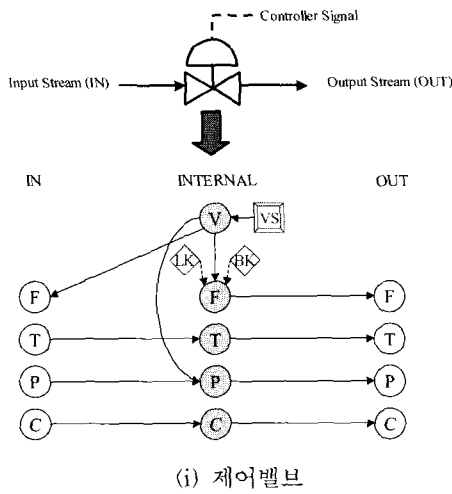 Controller Signal
Input Stream (IN)
Output Stream (OUT)
IN INTERNAL OUT
V VS
LK BK
F F F
T T T
P P P
C C C
(i) 제어밸브